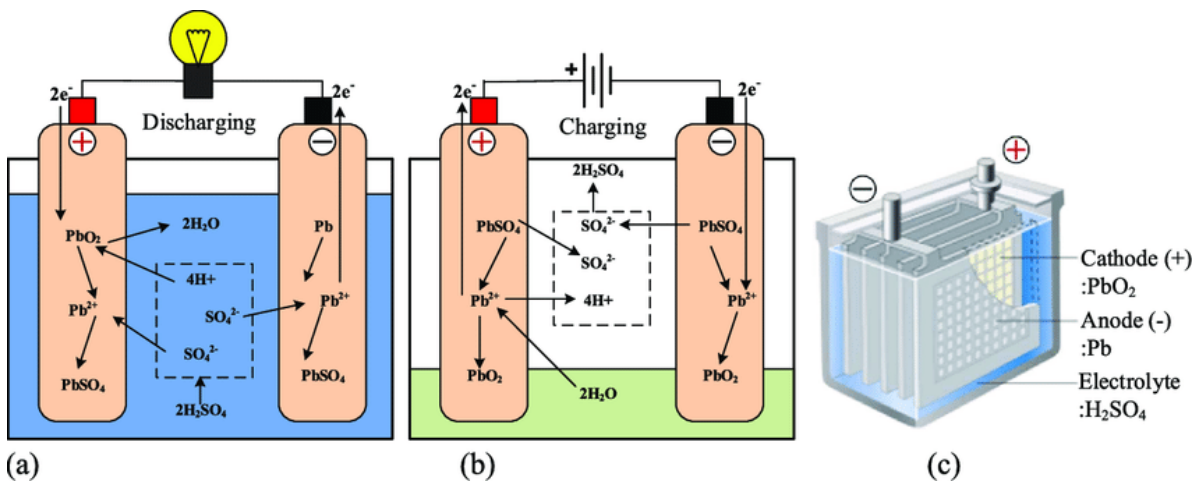 2e⁻
2e⁻
Discharging
+
−
PbO₂
2H₂O
Pb
4H+
Pb²⁺
SO₄²⁻
Pb²⁺
SO₄²⁻
PbSO₄
PbSO₄
2H₂SO₄
(a)
+
2e⁻
2e⁻
Charging
+
−
2H₂SO₄
PbSO₄
SO₄²⁻
PbSO₄
SO₄²⁻
Pb²⁺
4H+
Pb²⁺
PbO₂
PbO₂
2H₂O
(b)
+
−
Cathode (+)
:PbO₂
Anode (-)
:Pb
Electrolyte
:H₂SO₄
(c)